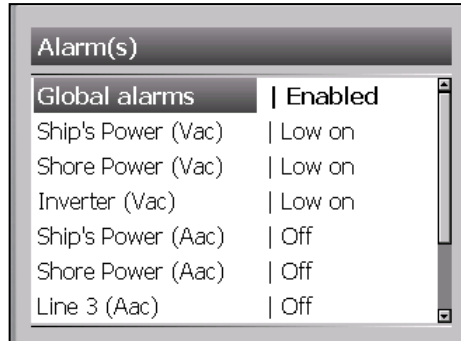 Alarm(s)
Global alarms | Enabled
Ship's Power (Vac) | Low on
Shore Power (Vac) | Low on
Inverter (Vac) | Low on
Ship's Power (Aac) | Off
Shore Power (Aac) | Off
Line 3 (Aac) | Off